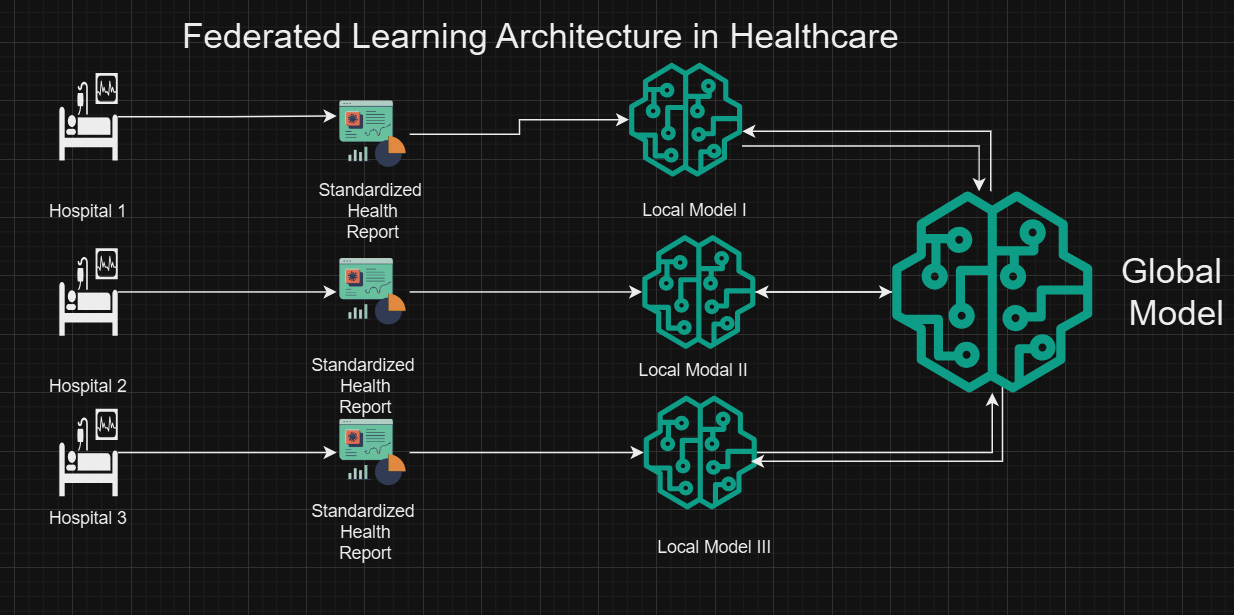 Federated Learning Architecture in Healthcare
Hospital 1
Standardized
Health
Report
Local Model I
Global
Model
Hospital 2
Standardized
Health
Report
Local Modal II
Hospital 3
Standardized
Health
Report
Local Model III